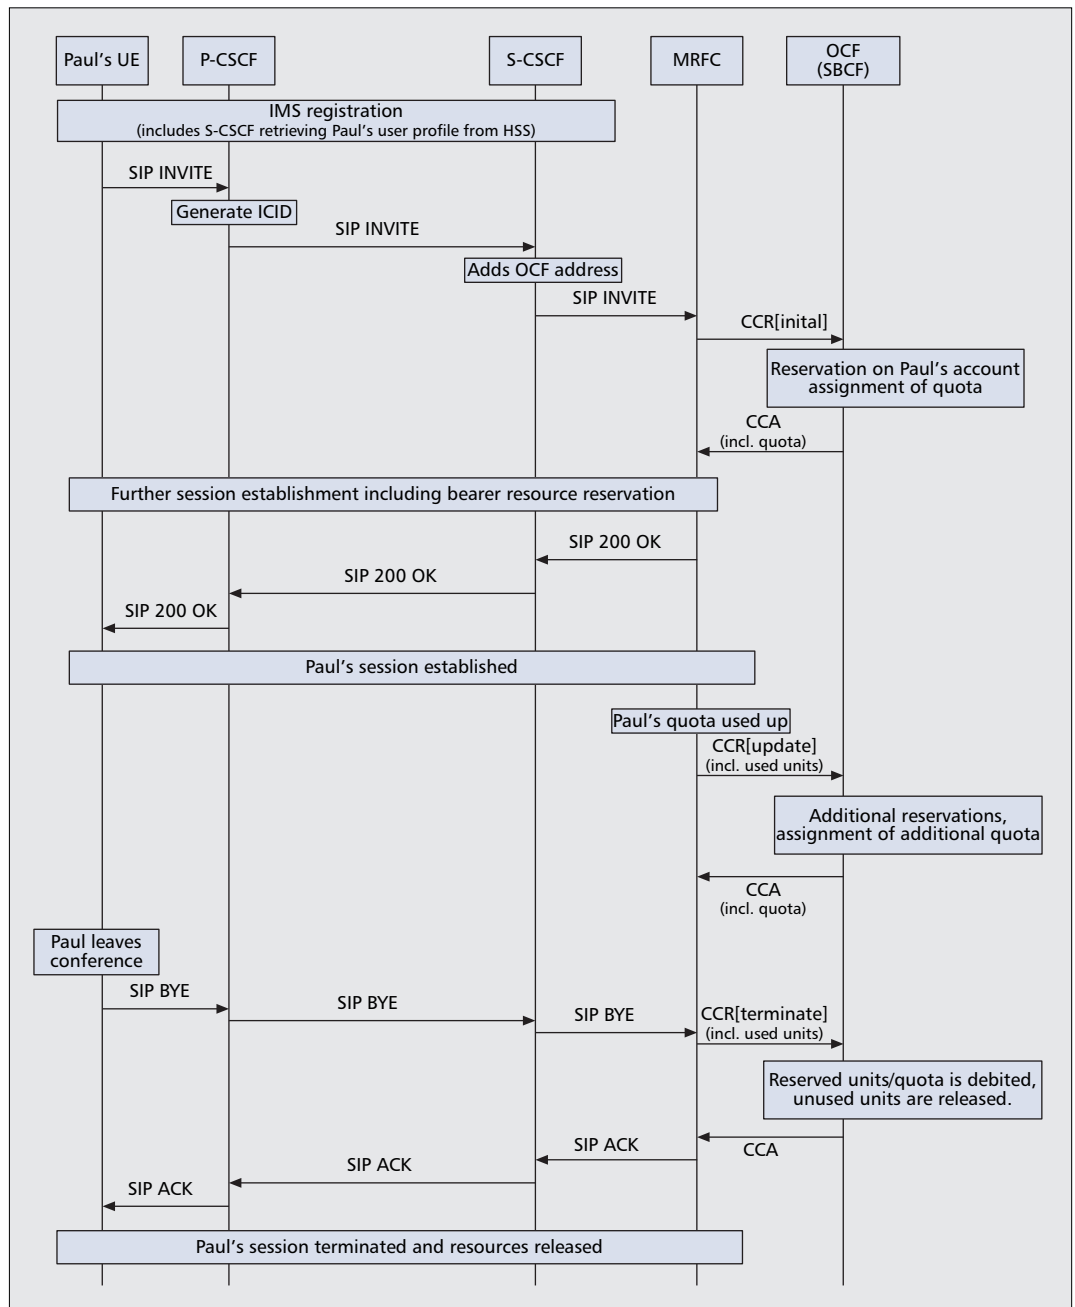 Paul's UE
P-CSCF
S-CSCF
MRFC
OCF
(SBCF)
IMS registration
(includes S-CSCF retrieving Paul's user profile from HSS)
SIP INVITE
Generate ICID
SIP INVITE
Adds OCF address
SIP INVITE
CCR[inital]
Reservation on Paul's account
assignment of quota
CCA
(incl. quota)
Further session establishment including bearer resource reservation
SIP 200 OK
SIP 200 OK
SIP 200 OK
Paul's session established
Paul's quota used up
CCR[update]
(incl. used units)
Additional reservations,
assignment of additional quota
CCA
(incl. quota)
Paul leaves
conference
SIP BYE
SIP BYE
SIP BYE
CCR[terminate]
(incl. used units)
Reserved units/quota is debited,
unused units are released.
CCA
SIP ACK
SIP ACK
SIP ACK
Paul's session terminated and resources released